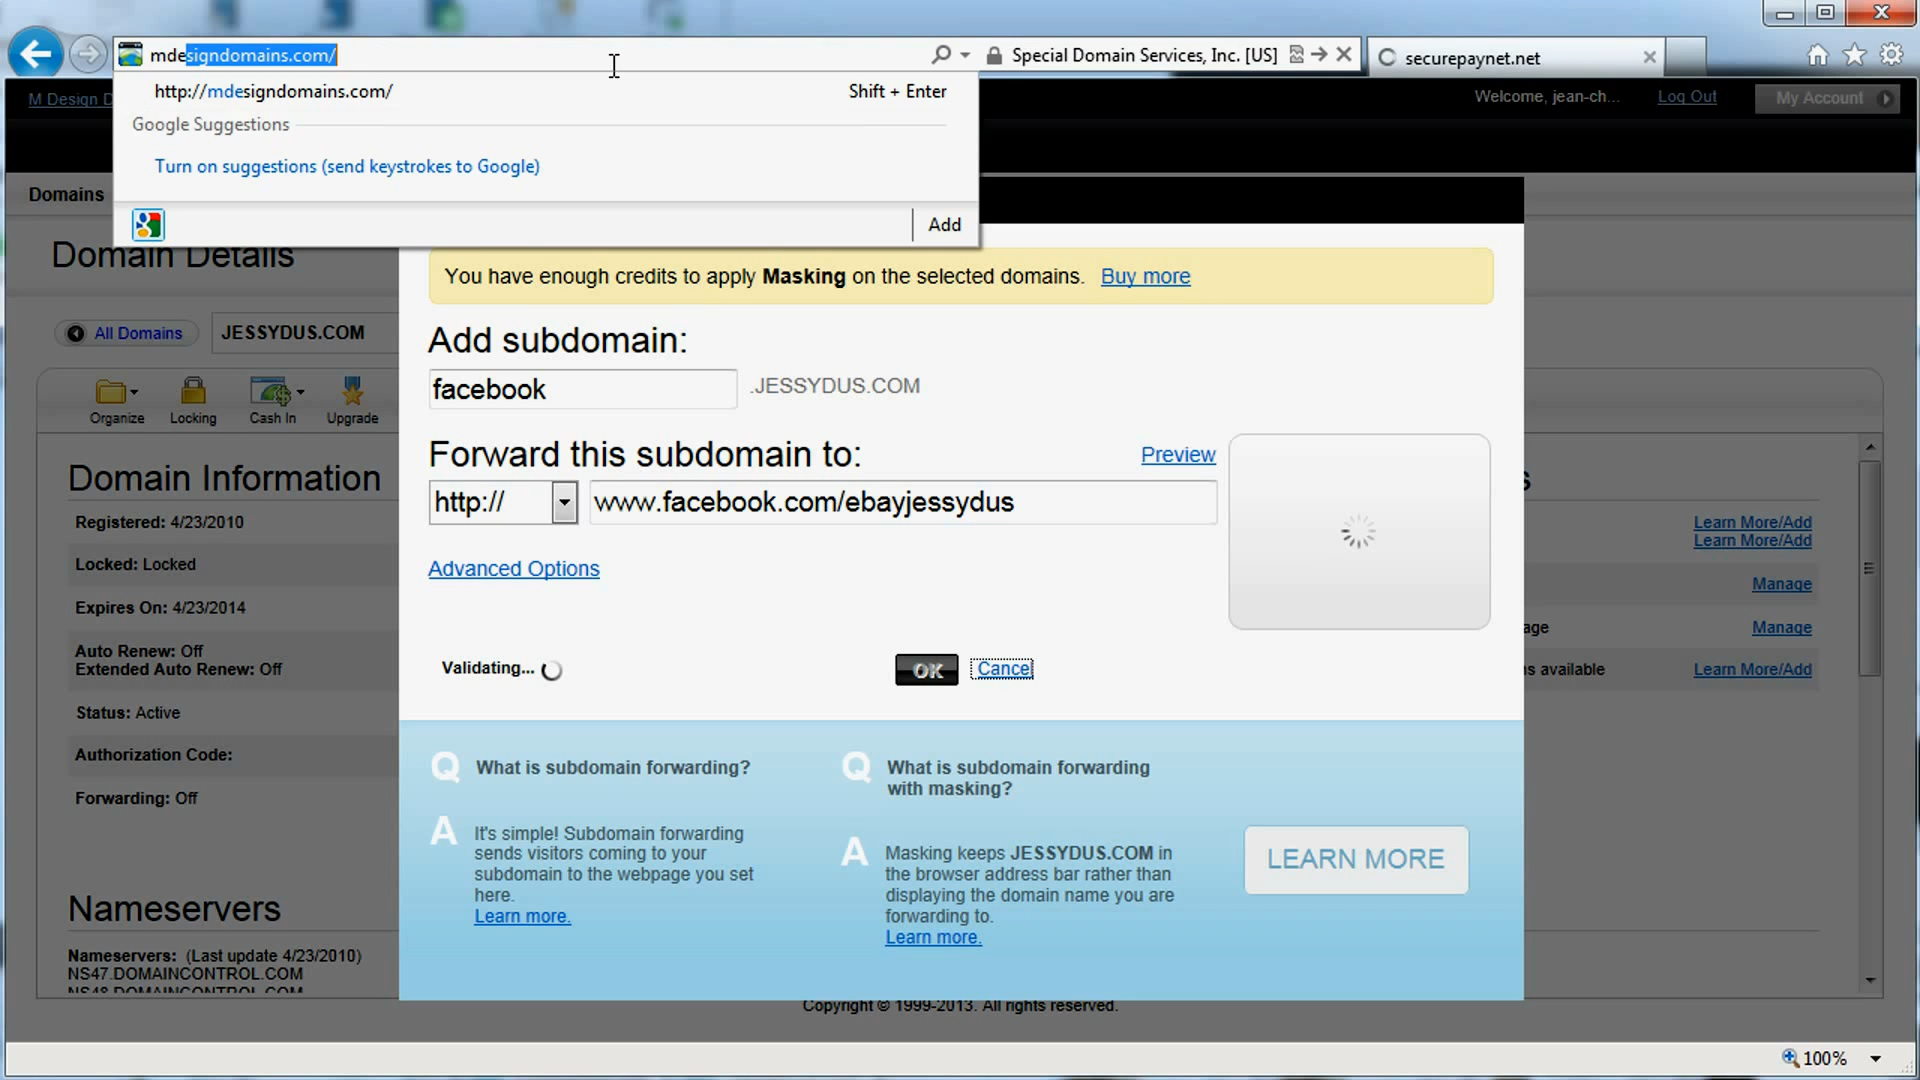 mdesigndomains.com/
Special Domain Services, Inc. [US]
securepaynet.net
http://mdesigndomains.com/
Shift + Enter
Google Suggestions
Turn on suggestions (send keystrokes to Google)
Add
M Design D
Welcome, jean-ch...
Log Out
My Account
Domains
Domain Details
You have enough credits to apply Masking on the selected domains. Buy more
All Domains
JESSYDUS.COM
Add subdomain:
facebook
.JESSYDUS.COM
Organize
Locking
Cash In
Upgrade
Forward this subdomain to:
Preview
http://
www.facebook.com/ebayjessydus
Advanced Options
Validating...
OK
Cancel
Domain Information
Registered: 4/23/2010
Locked: Locked
Expires On: 4/23/2014
Auto Renew: Off
Extended Auto Renew: Off
Status: Active
Authorization Code:
Forwarding: Off
Nameservers
Nameservers: (Last update 4/23/2010)
NS47.DOMAINCONTROL.COM
NS48.DOMAINCONTROL.COM
s
Learn More/Add
Learn More/Add
Manage
age
Manage
s available
Learn More/Add
Q
What is subdomain forwarding?
A
It's simple! Subdomain forwarding
sends visitors coming to your
subdomain to the webpage you set
here.
Learn more.
Q
What is subdomain forwarding
with masking?
A
Masking keeps JESSYDUS.COM in
the browser address bar rather than
displaying the domain name you are
forwarding to.
Learn more.
LEARN MORE
Copyright © 1999-2013. All rights reserved.
100%